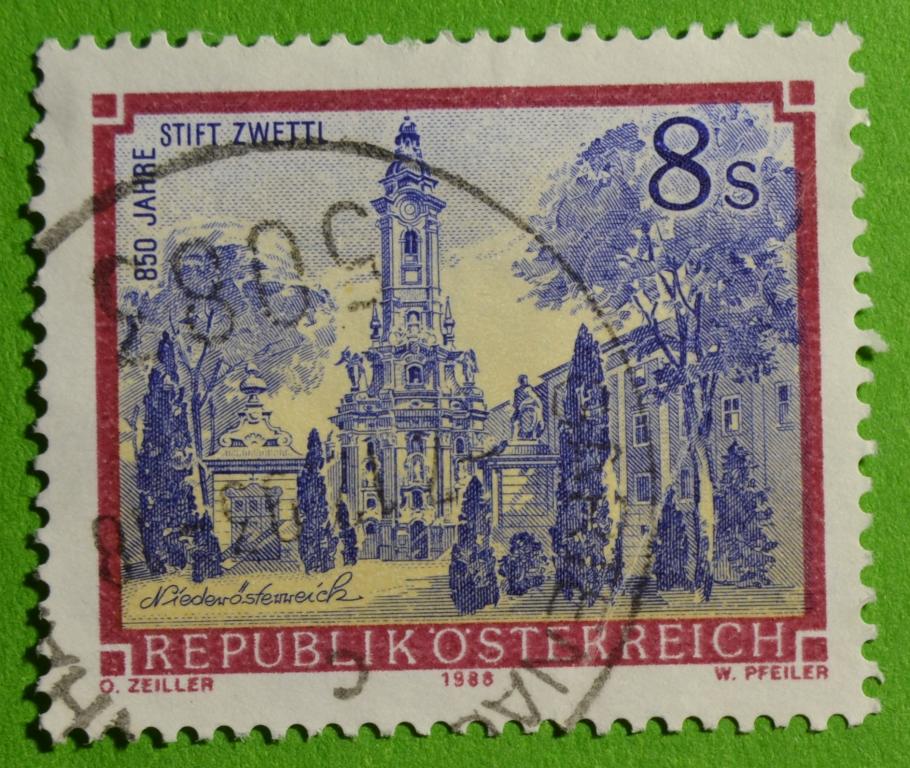 STIFT ZWETTL
850 JAHRE
8s
Niederösterreich
REPUBLIK ÖSTERREICH
O. ZEILLER
1988
W. PFEILER